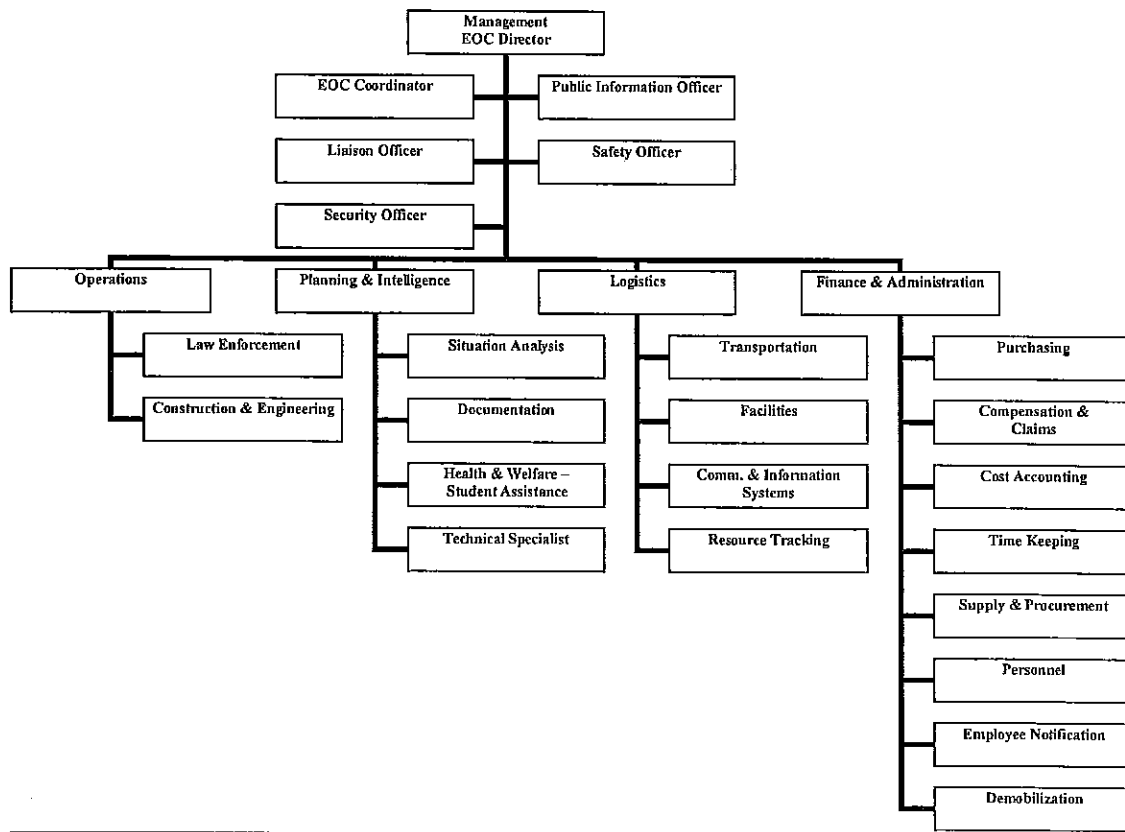 Management
EOC Director
EOC Coordinator
Public Information Officer
Liaison Officer
Safety Officer
Security Officer
Operations
Planning & Intelligence
Logistics
Finance & Administration
Law Enforcement
Situation Analysis
Transportation
Purchasing
Construction & Engineering
Documentation
Facilities
Compensation &
Claims
Health & Welfare –
Student Assistance
Comm. & Information
Systems
Cost Accounting
Technical Specialist
Resource Tracking
Time Keeping
Supply & Procurement
Personnel
Employee Notification
Demobilization